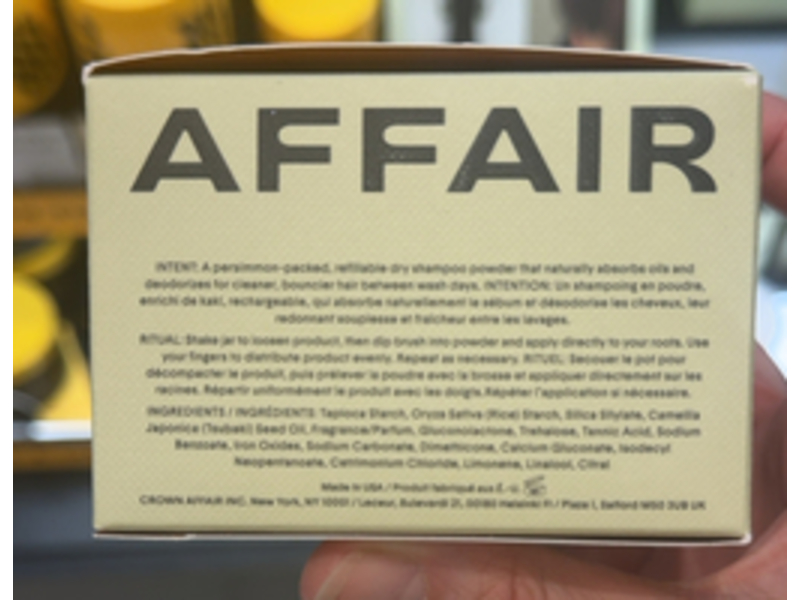 AFFAIR
INTENT: A persimmon-packed, refillable dry shampoo powder that naturally absorbs oils and
deodorizes for cleaner, bouncier hair between wash days. INTENTION: Un shampoing en poudre,
enrichi de kaki, rechargeable, qui absorbe naturellement le sébum et désodorise les cheveux, leur
redonnant souplesse et fraîcheur entre les lavages.
RITUAL: Shake jar to loosen product, then dip brush into powder and apply directly to your roots. Use
your fingers to distribute product evenly. Repeat as necessary. RITUEL: Secouer le pot pour
décompacter le produit, puis prélever la poudre avec la brosse et appliquer directement sur les
racines. Répartir uniformément le produit avec les doigts. Répéter l'application si nécessaire.
INGREDIENTS / INGRÉDIENTS: Tapioca Starch, Oryza Sativa (Rice) Starch, Silica Silylate, Camellia
Japonica (Tsubaki) Seed Oil, Fragrance/Parfum, Gluconolactone, Trehalose, Tannic Acid, Sodium
Benzoate, Iron Oxides, Sodium Carbonate, Dimethicone, Calcium Gluconate, Isodecyl
Neopentanoate, Cetrimonium Chloride, Limonene, Linalool, Citral
Made in USA / Produit fabriqué aux É.-U.
CROWN AFFAIR INC. New York, NY 10001 / Bulevardi 21, Helsinki FI / Plaza 1, Salford M50 3UB UK